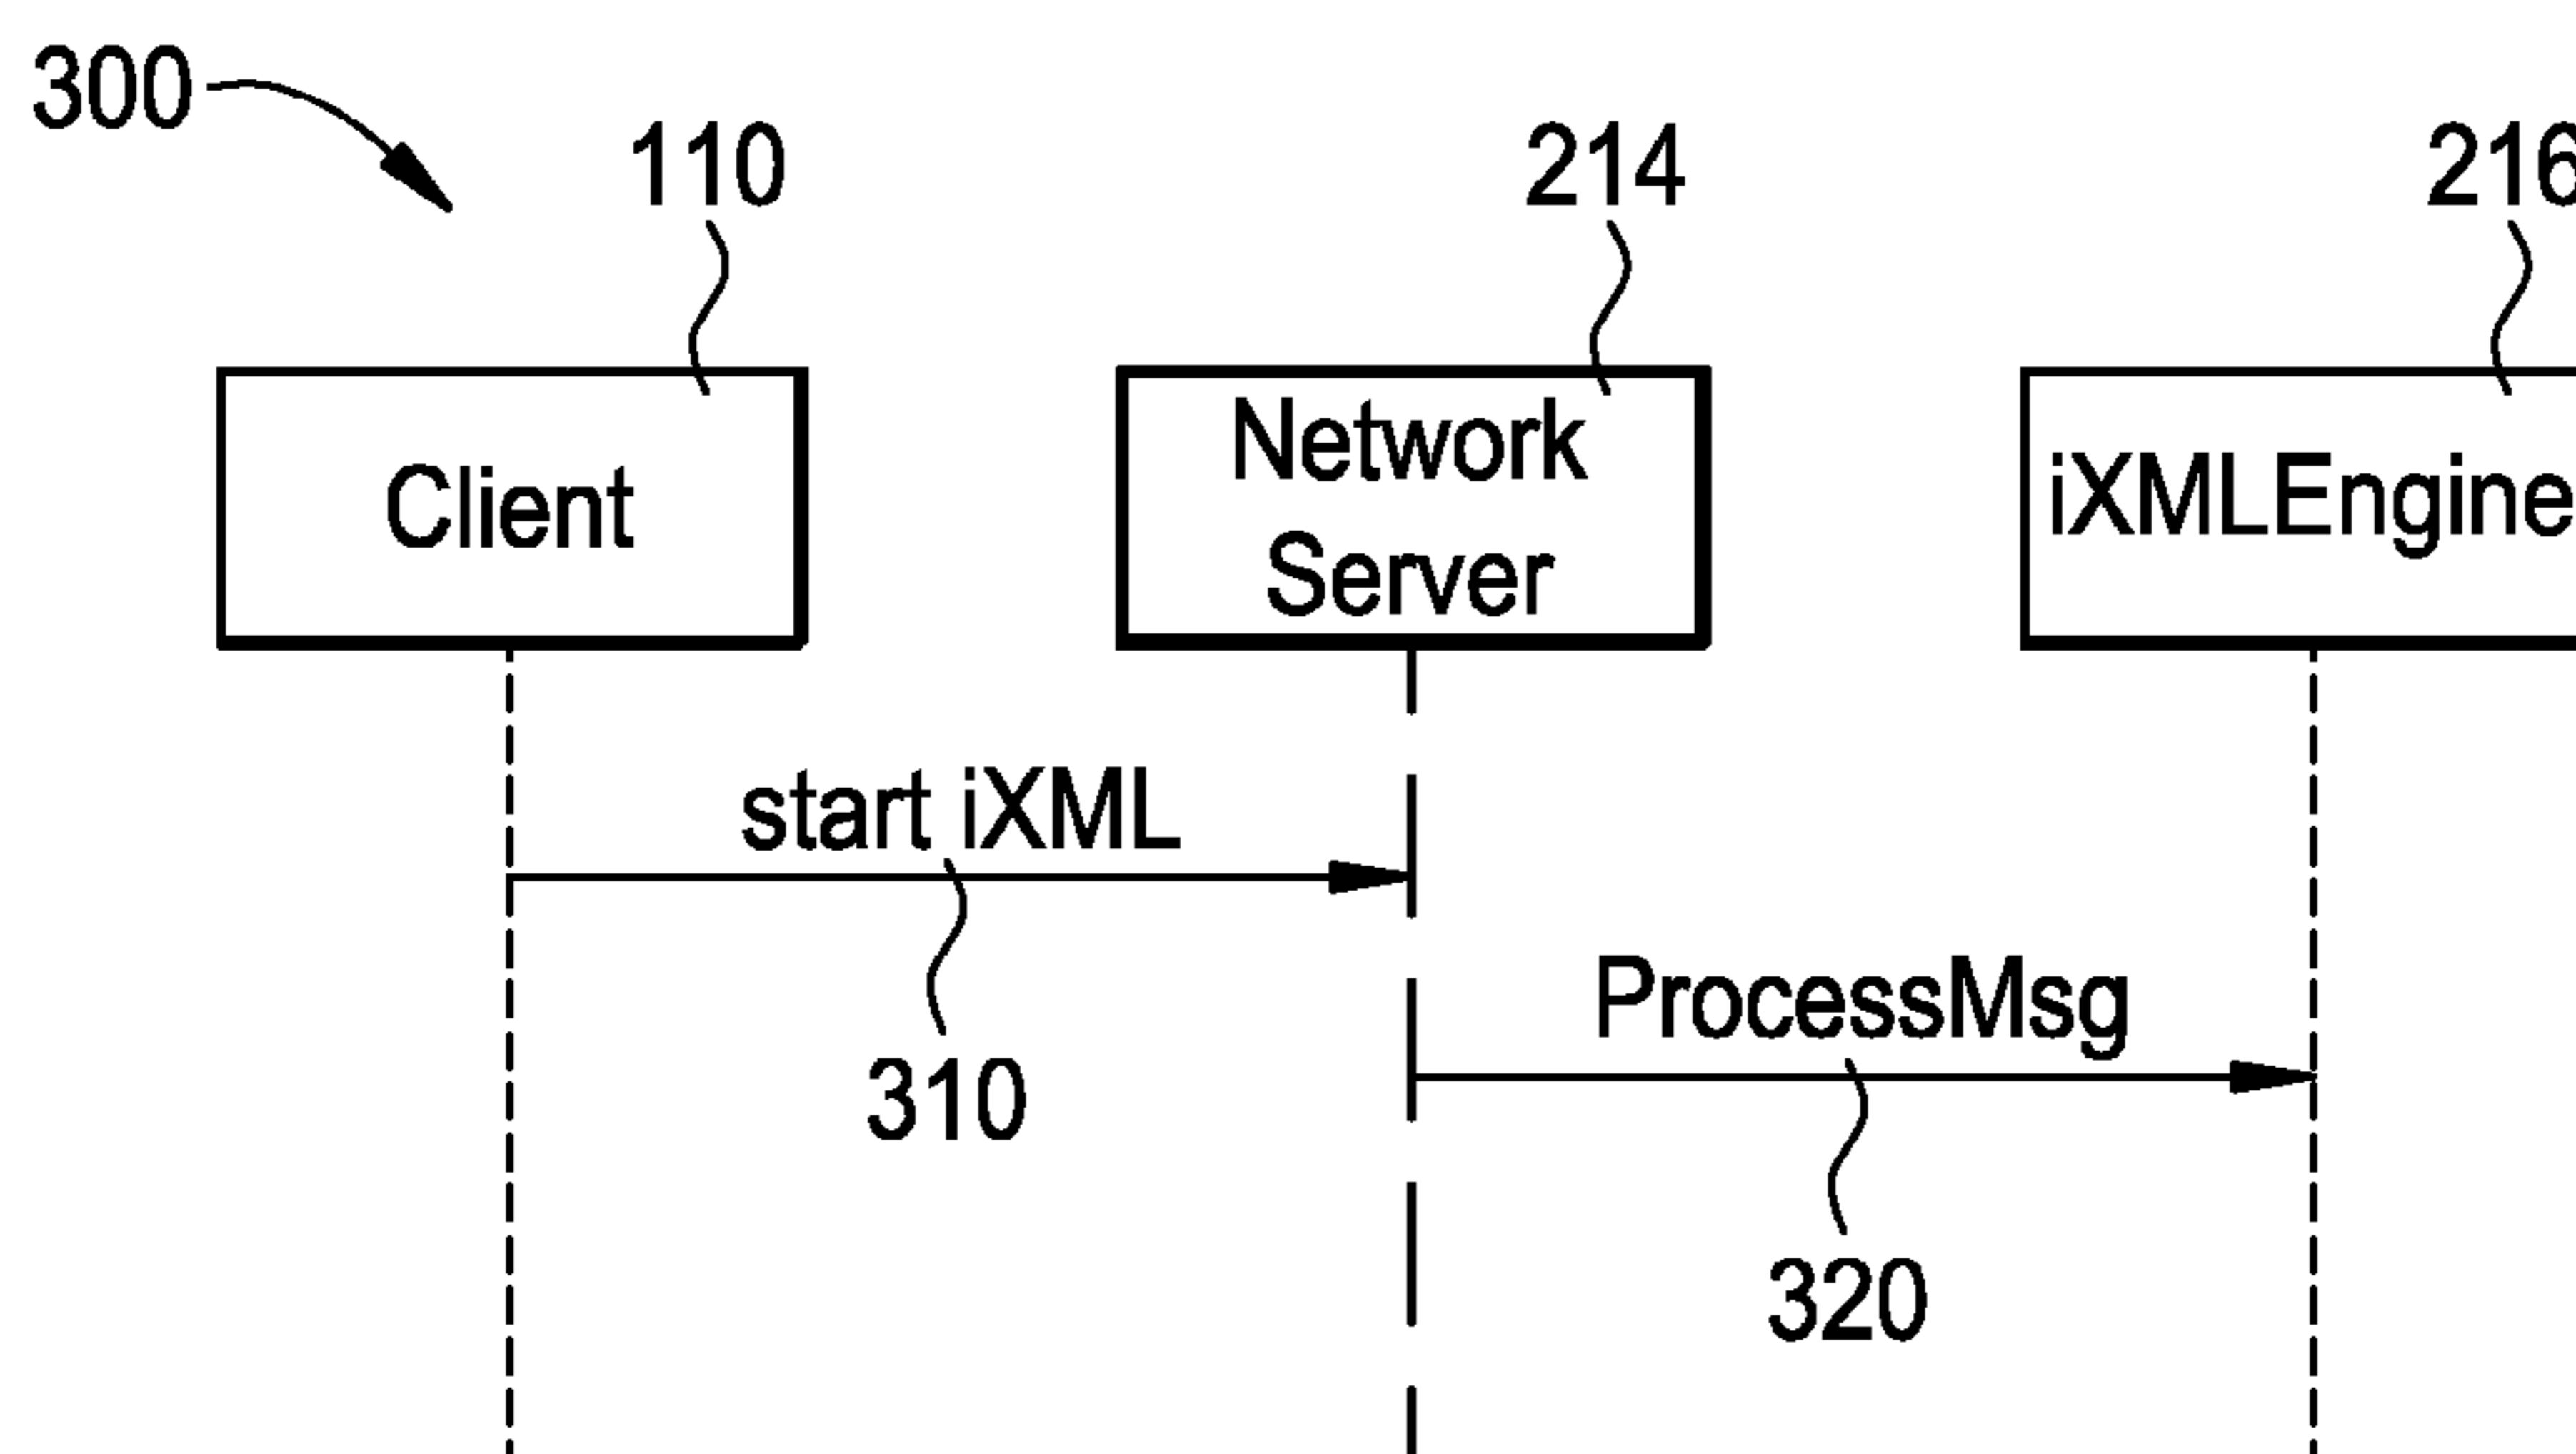 300
110
214
216
Client
Network
Server
iXMLEngine
start iXML
310
ProcessMsg
320